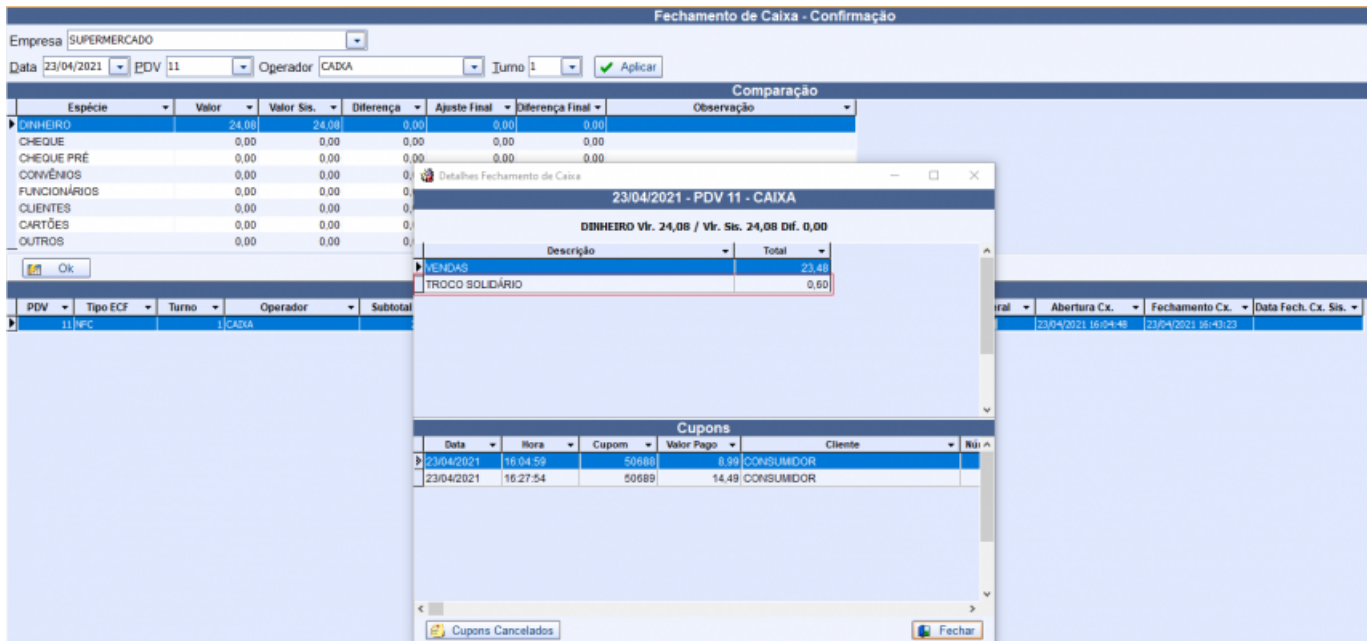 Fechamento de Caixa - Confirmação
Empresa SUPERMERCADO
Data 23/04/2021 PDV 11 Operador CAIXA Turno 1 Aplicar
Comparação
Espécie Valor Valor Sis. Diferença Ajuste Final Diferença Final Observação
DINHEIRO 24,08 24,08 0,00 0,00 0,00
CHEQUE 0,00 0,00 0,00 0,00 0,00
CHEQUE PRÉ 0,00 0,00 0,00 0,00 0,00
CONVÊNIOS 0,00 0,00
FUNCIONÁRIOS 0,00 0,00
CLIENTES 0,00 0,00
CARTÕES 0,00 0,00
OUTROS 0,00 0,00
Ok
PDV Tipo ECF Turno Operador Subtotal Abertura Cx. Fechamento Cx. Data Fech. Cx. Sis.
11 NFC 1 CAIXA 23/04/2021 16:04:48 23/04/2021 16:43:23
Detalhes Fechamento de Caixa
23/04/2021 - PDV 11 - CAIXA
DINHEIRO Vlr. 24,08 / Vlr. Sis. 24,08 Dif. 0,00
Descrição Total
VENDAS 23,48
TROCO SOLIDÁRIO 0,60
Cupons
Data Hora Cupom Valor Pago Cliente
23/04/2021 16:04:59 50688 8,99 CONSUMIDOR
23/04/2021 16:27:54 50689 14,49 CONSUMIDOR
Cupons Cancelados Fechar